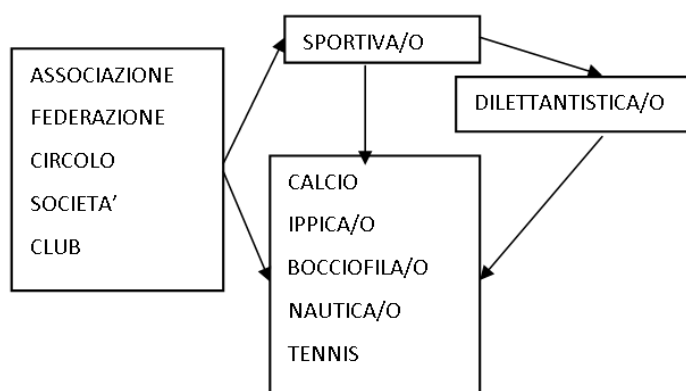 ASSOCIAZIONE
FEDERAZIONE
CIRCOLO
SOCIETA’
CLUB
SPORTIVA/O
DILETTANTISTICA/O
CALCIO
IPPICA/O
BOCCIOFILA/O
NAUTICA/O
TENNIS